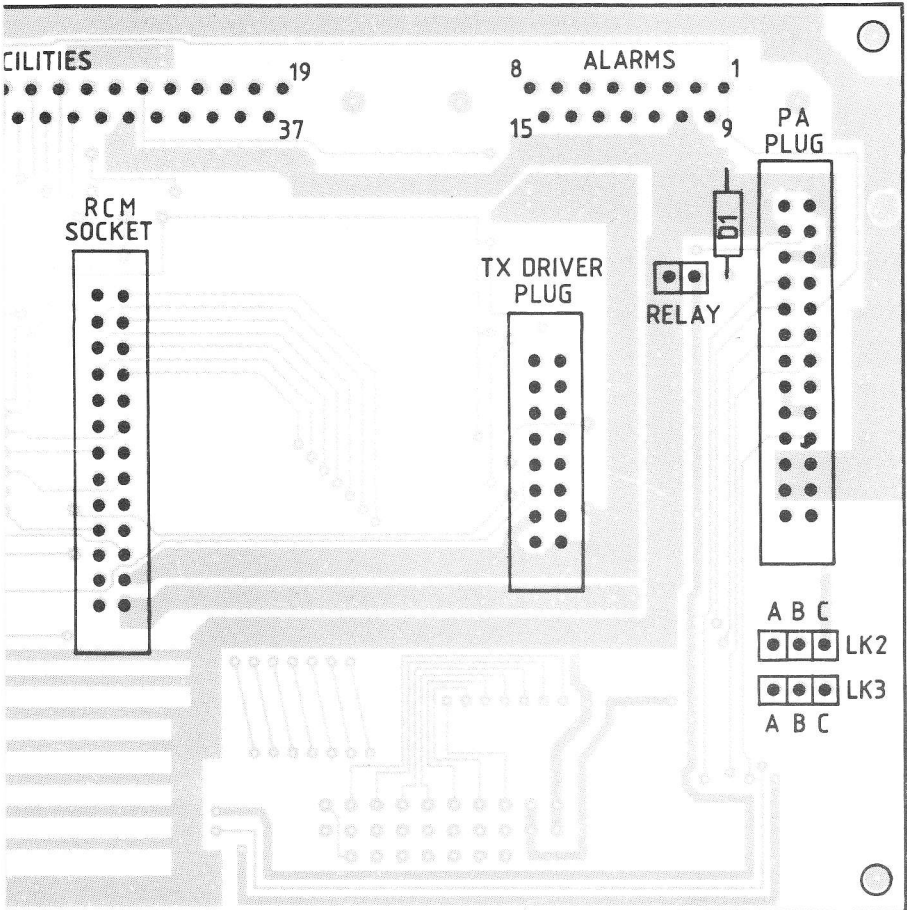 CILITIES
19
37
ALARMS
8
1
15
9
PA
PLUG
D1
RCM
SOCKET
TX DRIVER
PLUG
RELAY
A B C
LK2
LK3
A B C